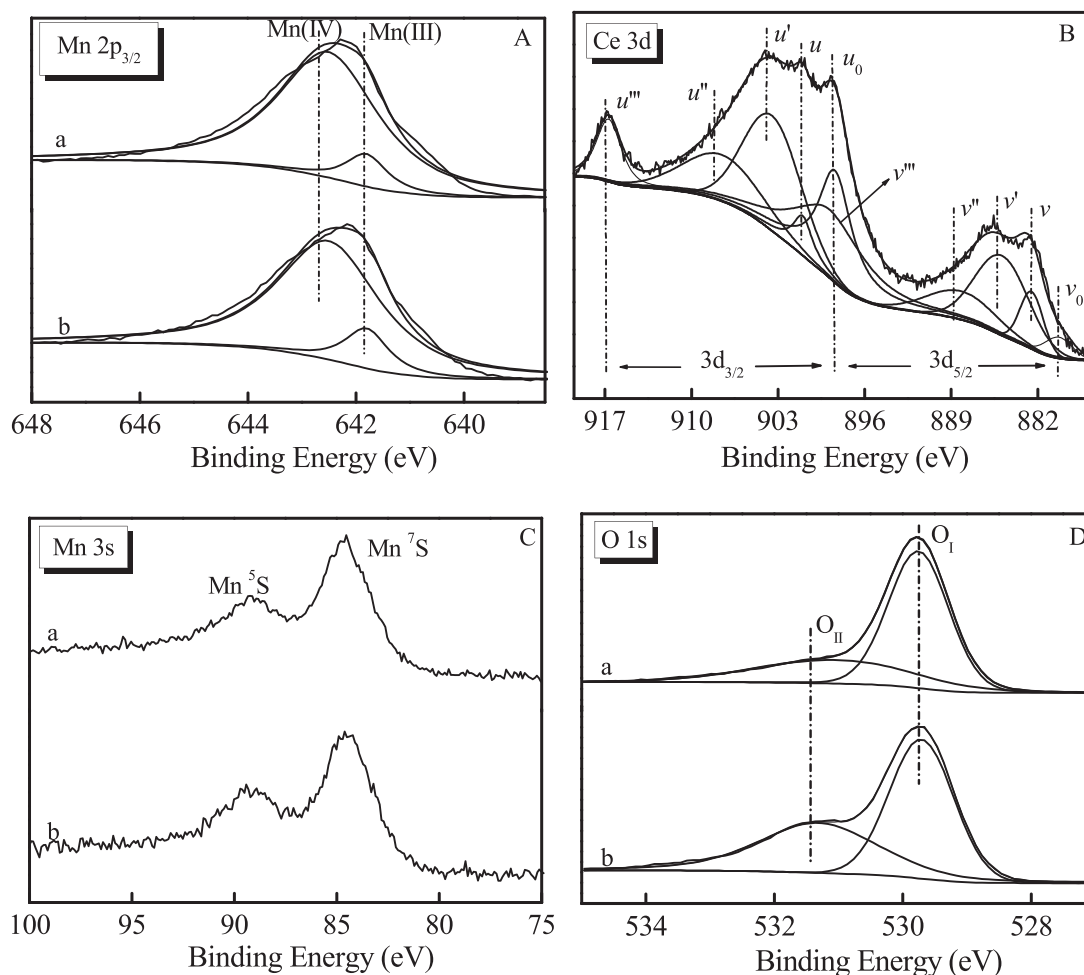 Mn 2p3/2
Mn(IV)
Mn(III)
A
a
b
648 646 644 642 640
Binding Energy (eV)
Ce 3d
B
u'''
u''
u'
u
u0
v'''
v''
v'
v
v0
3d3/2
3d5/2
917 910 903 896 889 882
Binding Energy (eV)
Mn 3s
C
Mn 5S
Mn 7S
a
b
100 95 90 85 80 75
Binding Energy (eV)
O 1s
D
OI
OII
a
b
534 532 530 528
Binding Energy (eV)